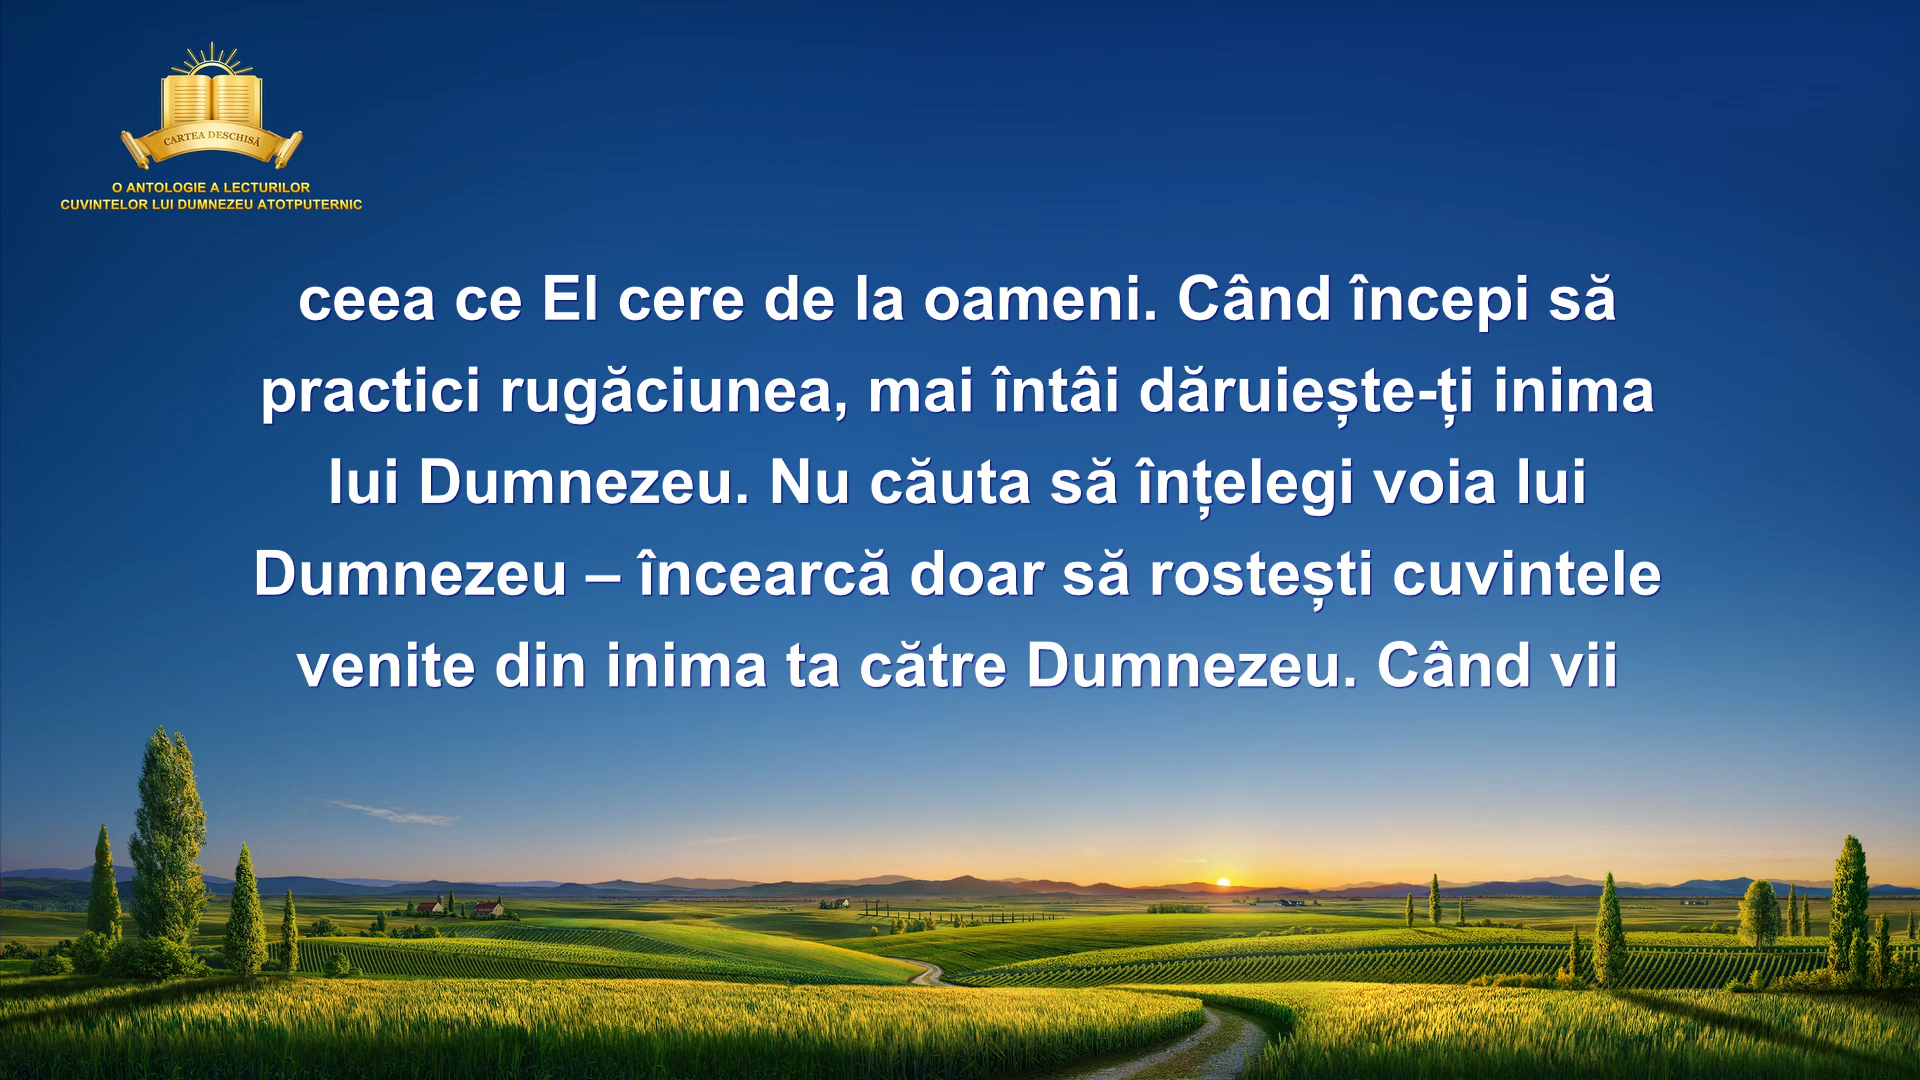 CARTEA DESCHISĂ
O ANTOLOGIE A LECTURILOR
CUVINTELOR LUI DUMNEZEU ATOTPUTERNIC
ceea ce El cere de la oameni. Când începi să
practici rugăciunea, mai întâi dăruiește-ți inima
lui Dumnezeu. Nu căuta să înțelegi voia lui
Dumnezeu – încearcă doar să rostești cuvintele
venite din inima ta către Dumnezeu. Când vii